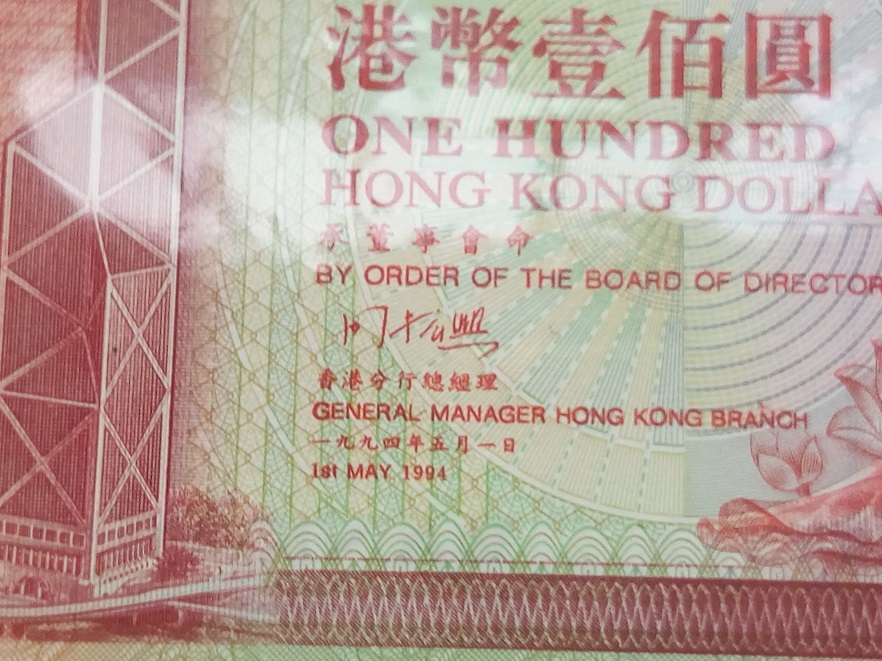 港幣壹佰圓
ONE HUNDRED
HONG KONG DOLLA
承董事會命
BY ORDER OF THE BOARD OF DIRECTOR
香港分行總經理
GENERAL MANAGER HONG KONG BRANCH
一九九四年五月一日
1st MAY 1994